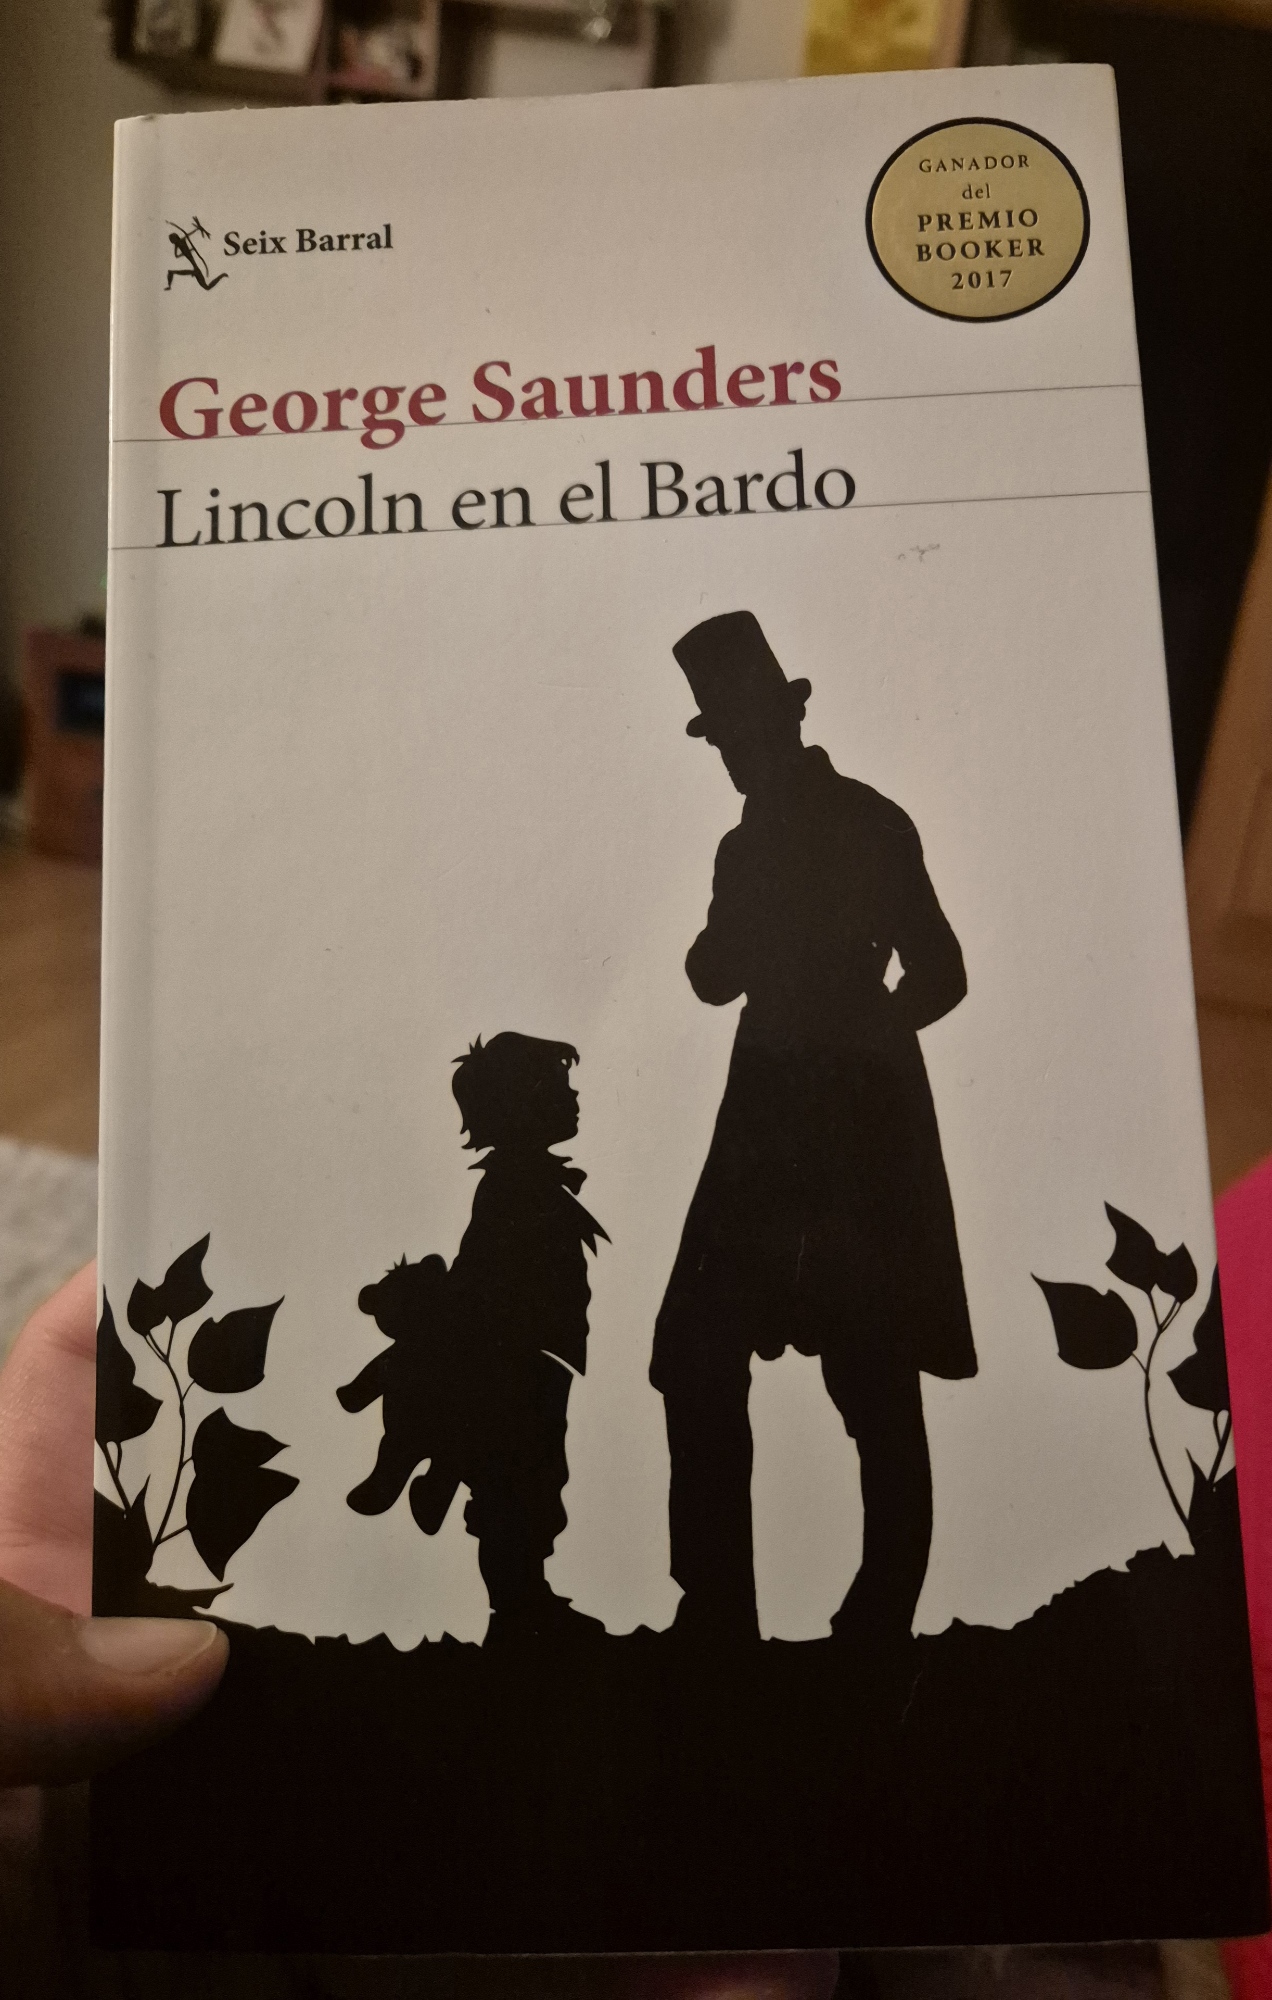 Seix Barral
GANADOR
del
PREMIO
BOOKER
2017
George Saunders
Lincoln en el Bardo